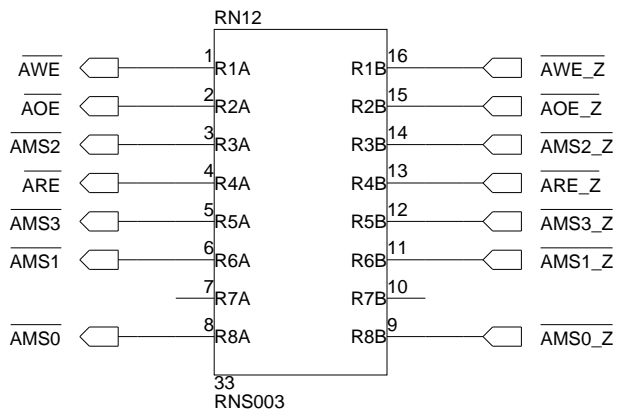 RN12
AWE 1 R1A R1B 16 AWE_Z
AOE 2 R2A R2B 15 AOE_Z
AMS2 3 R3A R3B 14 AMS2_Z
ARE 4 R4A R4B 13 ARE_Z
AMS3 5 R5A R5B 12 AMS3_Z
AMS1 6 R6A R6B 11 AMS1_Z
7 R7A R7B 10
AMS0 8 R8A R8B 9 AMS0_Z
33
RNS003